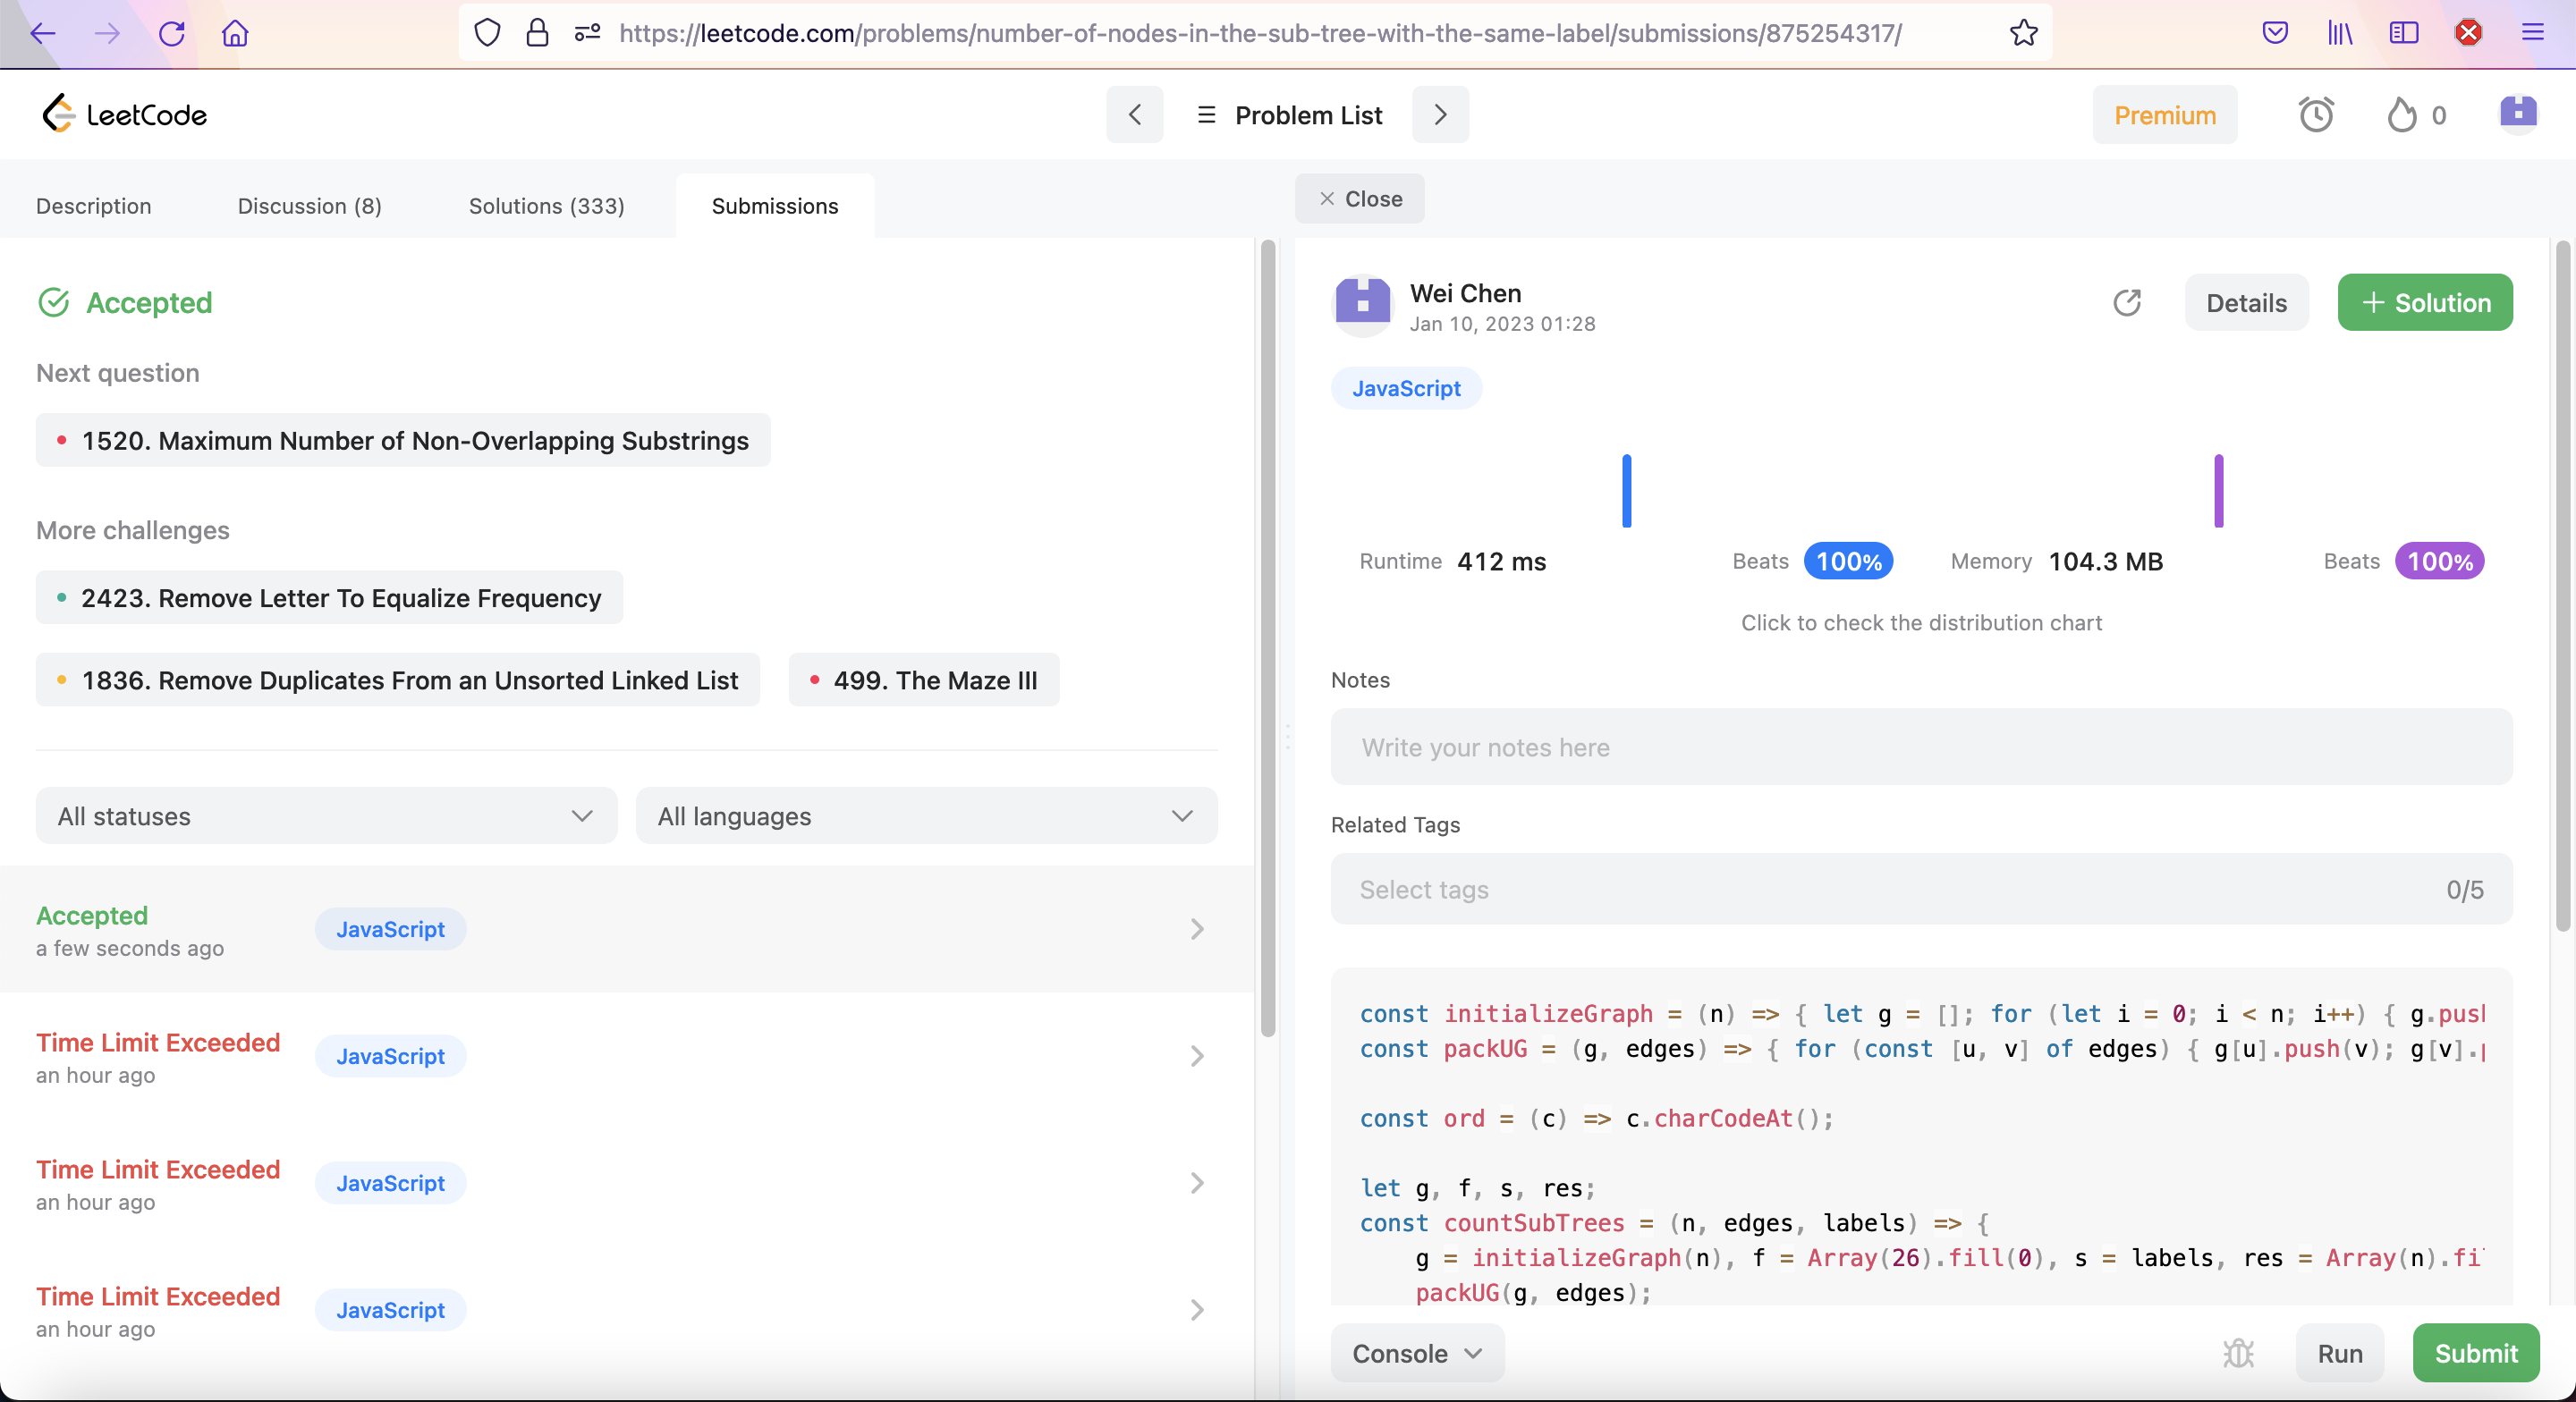 https://leetcode.com/problems/number-of-nodes-in-the-sub-tree-with-the-same-label/submissions/875254317/
LeetCode
Problem List
Premium
0
Description
Discussion (8)
Solutions (333)
Submissions
Close
Accepted
Next question
1520. Maximum Number of Non-Overlapping Substrings
More challenges
2423. Remove Letter To Equalize Frequency
1836. Remove Duplicates From an Unsorted Linked List
499. The Maze III
All statuses
All languages
Accepted
a few seconds ago
JavaScript
Time Limit Exceeded
an hour ago
JavaScript
Time Limit Exceeded
an hour ago
JavaScript
Time Limit Exceeded
an hour ago
JavaScript
Wei Chen
Jan 10, 2023 01:28
Details
+ Solution
JavaScript
Runtime 412 ms
Beats 100%
Memory 104.3 MB
Beats 100%
Click to check the distribution chart
Notes
Write your notes here
Related Tags
Select tags
0/5
const initializeGraph = (n) => { let g = []; for (let i = 0; i < n; i++) { g.push
const packUG = (g, edges) => { for (const [u, v] of edges) { g[u].push(v); g[v].
const ord = (c) => c.charCodeAt();
let g, f, s, res;
const countSubTrees = (n, edges, labels) => {
g = initializeGraph(n), f = Array(26).fill(0), s = labels, res = Array(n).fi
packUG(g, edges);
Console
Run
Submit